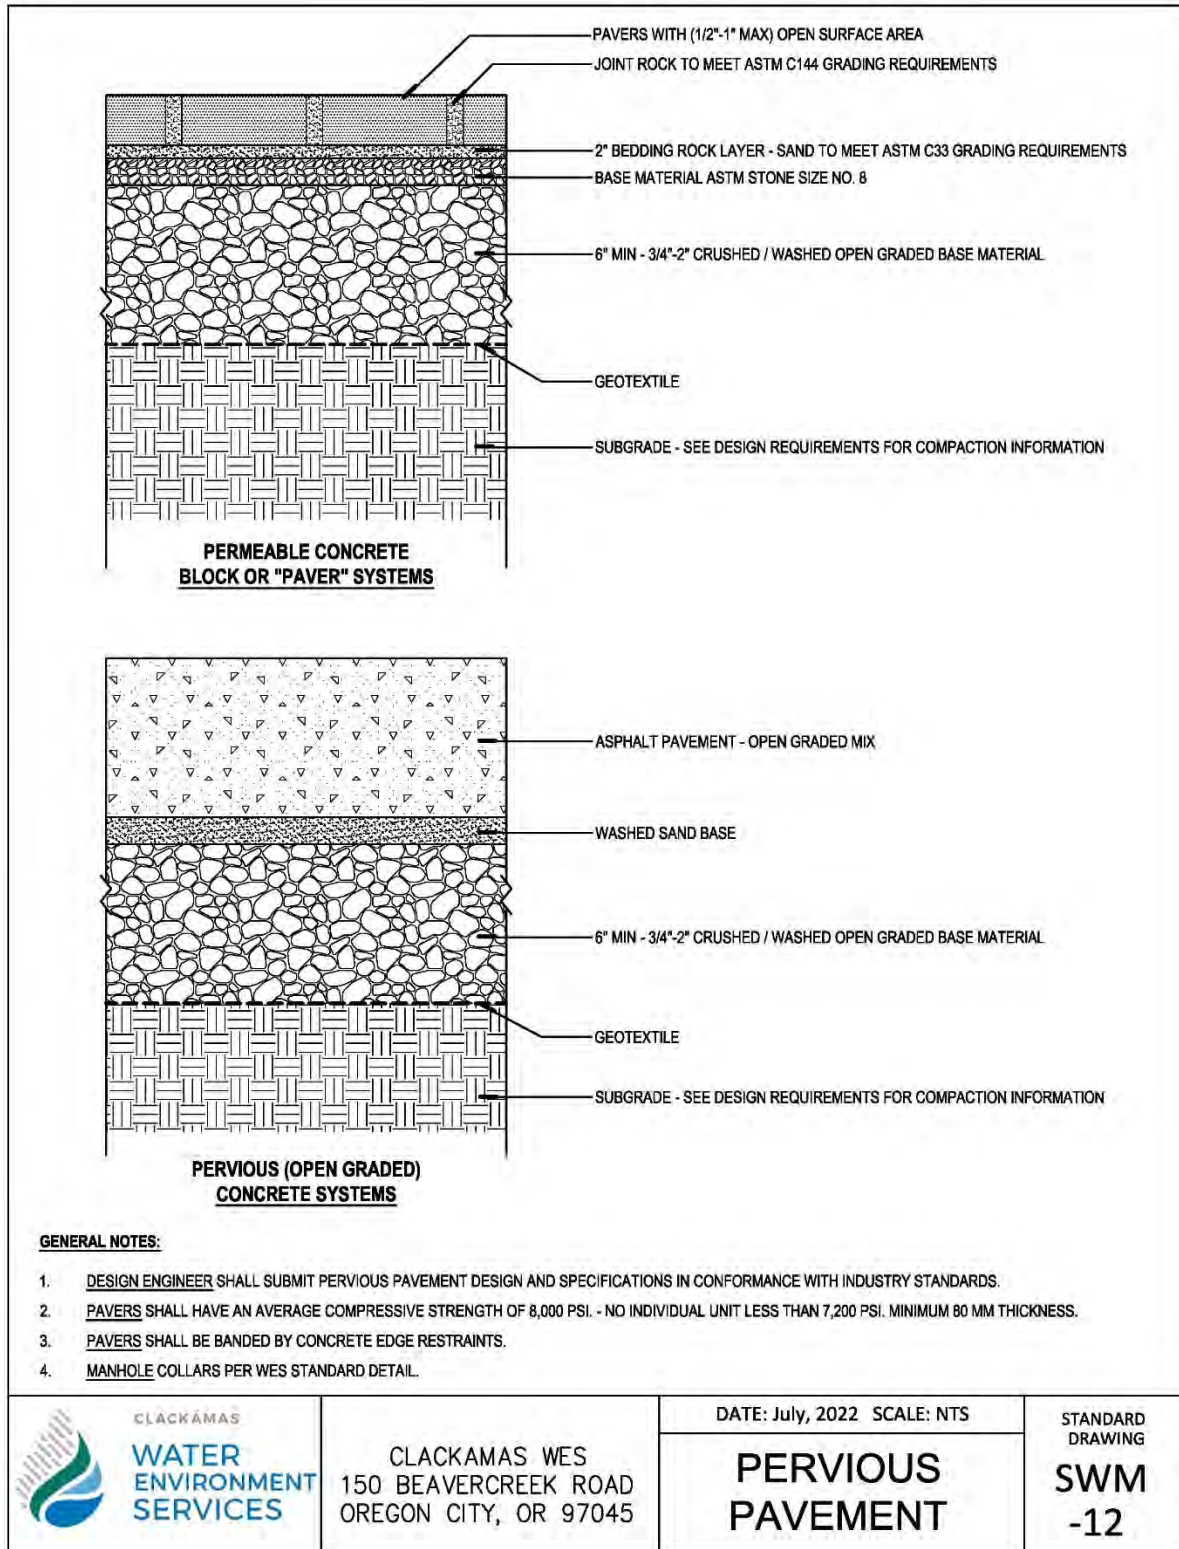 PAVERS WITH (1/2"-1" MAX) OPEN SURFACE AREA
JOINT ROCK TO MEET ASTM C144 GRADING REQUIREMENTS
2" BEDDING ROCK LAYER - SAND TO MEET ASTM C33 GRADING REQUIREMENTS
BASE MATERIAL ASTM STONE SIZE NO. 8
6" MIN - 3/4"-2" CRUSHED / WASHED OPEN GRADED BASE MATERIAL
GEOTEXTILE
SUBGRADE - SEE DESIGN REQUIREMENTS FOR COMPACTION INFORMATION
PERMEABLE CONCRETE
BLOCK OR "PAVER" SYSTEMS
ASPHALT PAVEMENT - OPEN GRADED MIX
WASHED SAND BASE
6" MIN - 3/4"-2" CRUSHED / WASHED OPEN GRADED BASE MATERIAL
GEOTEXTILE
SUBGRADE - SEE DESIGN REQUIREMENTS FOR COMPACTION INFORMATION
PERVIOUS (OPEN GRADED)
CONCRETE SYSTEMS
GENERAL NOTES:
1. DESIGN ENGINEER SHALL SUBMIT PERVIOUS PAVEMENT DESIGN AND SPECIFICATIONS IN CONFORMANCE WITH INDUSTRY STANDARDS.
2. PAVERS SHALL HAVE AN AVERAGE COMPRESSIVE STRENGTH OF 8,000 PSI. - NO INDIVIDUAL UNIT LESS THAN 7,200 PSI. MINIMUM 80 MM THICKNESS.
3. PAVERS SHALL BE BANDED BY CONCRETE EDGE RESTRAINTS.
4. MANHOLE COLLARS PER WES STANDARD DETAIL.
CLACKAMAS
WATER
ENVIRONMENT
SERVICES
CLACKAMAS WES
150 BEAVERCREEK ROAD
OREGON CITY, OR 97045
DATE: July, 2022 SCALE: NTS
PERVIOUS
PAVEMENT
STANDARD
DRAWING
SWM
-12